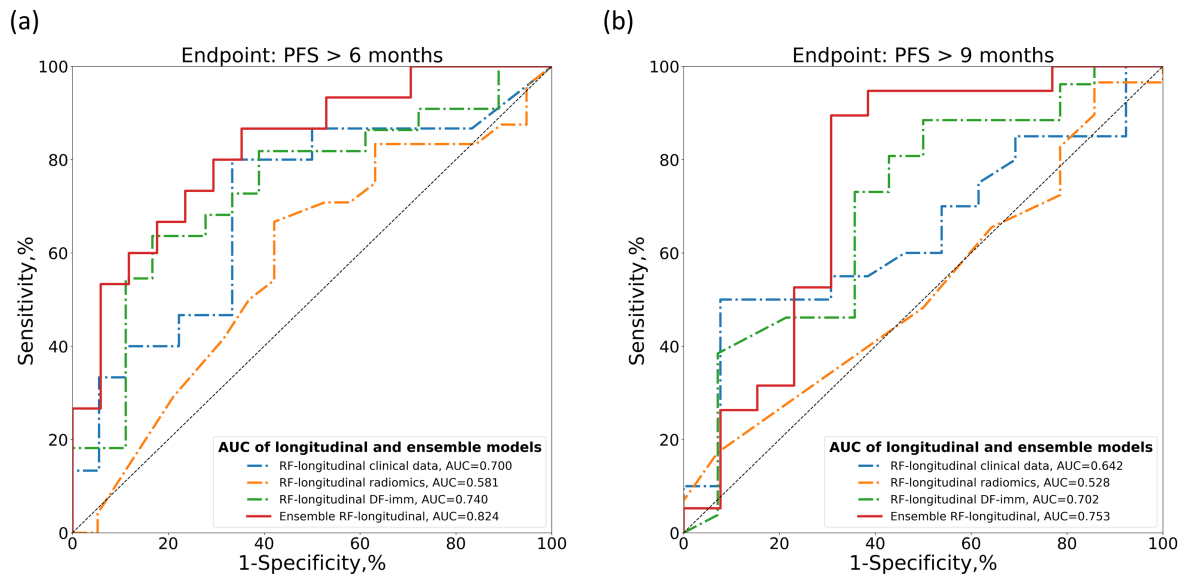 (a)
Endpoint: PFS > 6 months
100
80
60
40
20
0
Sensitivity,%
0 20 40 60 80 100
1-Specificity,%
AUC of longitudinal and ensemble models
RF-longitudinal clinical data, AUC=0.700
RF-longitudinal radiomics, AUC=0.581
RF-longitudinal DF-imm, AUC=0.740
Ensemble RF-longitudinal, AUC=0.824
(b)
Endpoint: PFS > 9 months
100
80
60
40
20
0
Sensitivity,%
0 20 40 60 80 100
1-Specificity,%
AUC of longitudinal and ensemble models
RF-longitudinal clinical data, AUC=0.642
RF-longitudinal radiomics, AUC=0.528
RF-longitudinal DF-imm, AUC=0.702
Ensemble RF-longitudinal, AUC=0.753